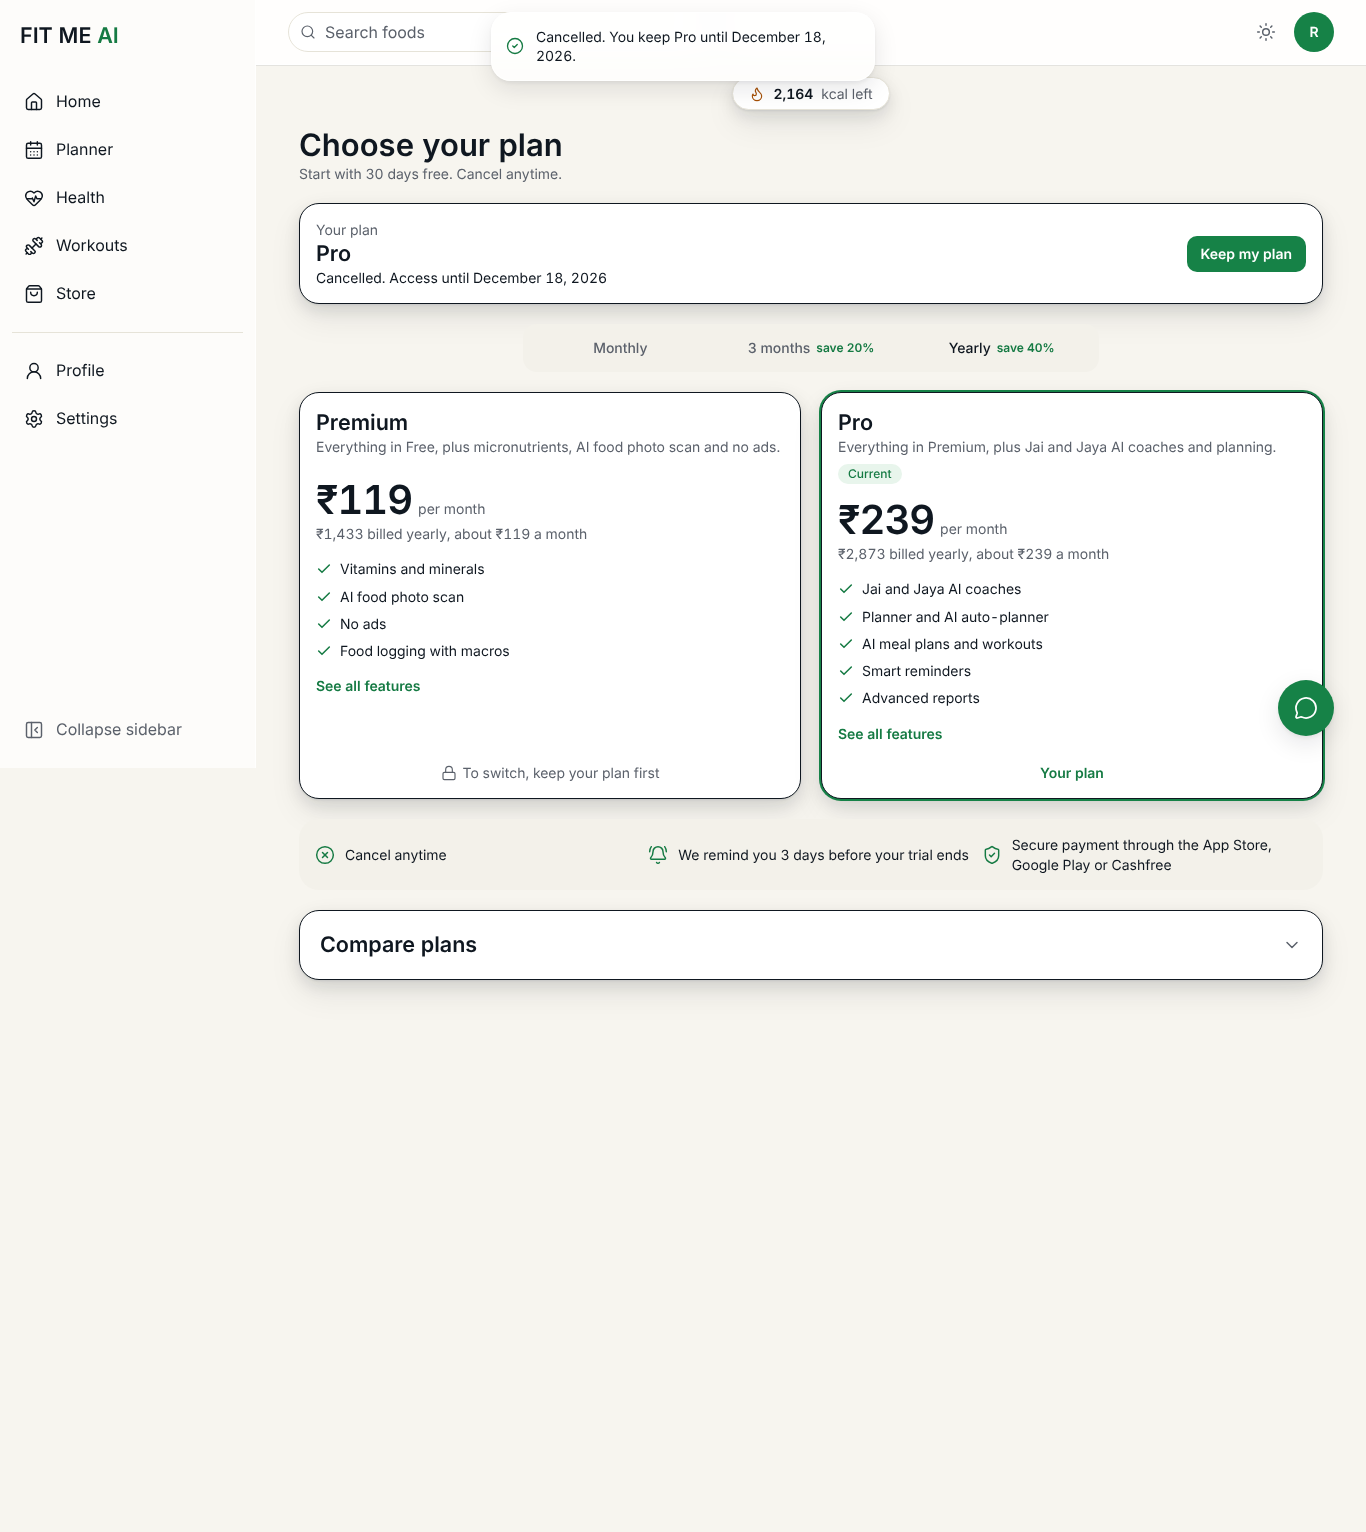 FIT ME AI
Search foods
Cancelled. You keep Pro until December 18,
2026.
R
2,164 kcal left
Home
Planner
Health
Workouts
Store
Profile
Settings
Collapse sidebar
Choose your plan
Start with 30 days free. Cancel anytime.
Your plan
Pro
Cancelled. Access until December 18, 2026
Keep my plan
Monthly
3 months save 20%
Yearly save 40%
Premium
Everything in Free, plus micronutrients, AI food photo scan and no ads.
₹119 per month
₹1,433 billed yearly, about ₹119 a month
Vitamins and minerals
AI food photo scan
No ads
Food logging with macros
See all features
To switch, keep your plan first
Pro
Everything in Premium, plus Jai and Jaya AI coaches and planning.
Current
₹239 per month
₹2,873 billed yearly, about ₹239 a month
Jai and Jaya AI coaches
Planner and AI auto-planner
AI meal plans and workouts
Smart reminders
Advanced reports
See all features
Your plan
Cancel anytime
We remind you 3 days before your trial ends
Secure payment through the App Store,
Google Play or Cashfree
Compare plans